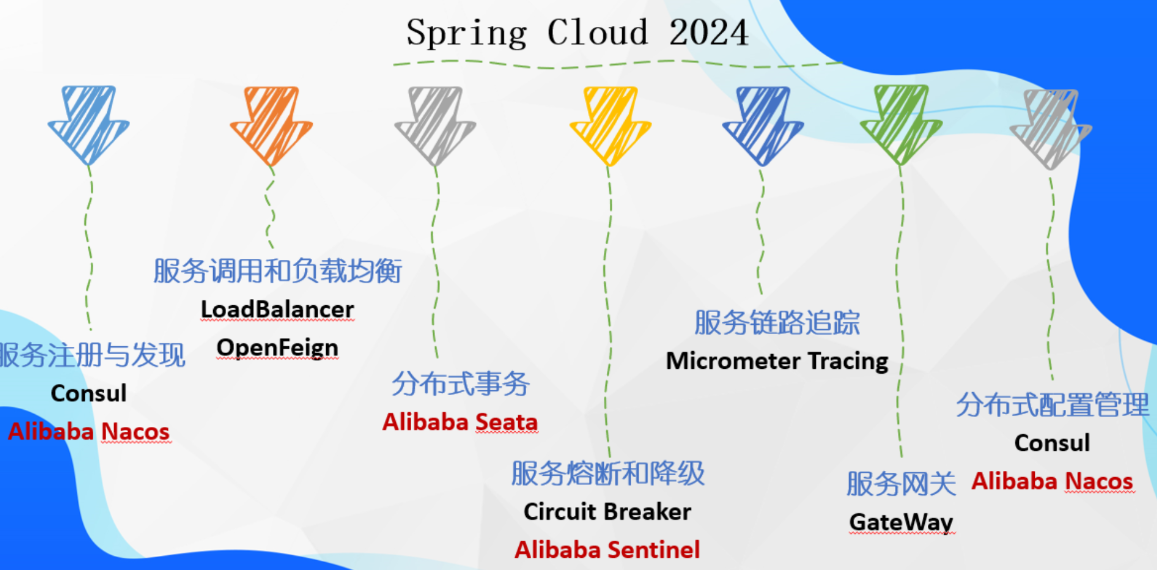 Spring Cloud 2024
服务注册与发现
Consul
Alibaba Nacos
服务调用和负载均衡
LoadBalancer
OpenFeign
分布式事务
Alibaba Seata
服务熔断和降级
Circuit Breaker
Alibaba Sentinel
服务链路追踪
Micrometer Tracing
服务网关
GateWay
分布式配置管理
Consul
Alibaba Nacos